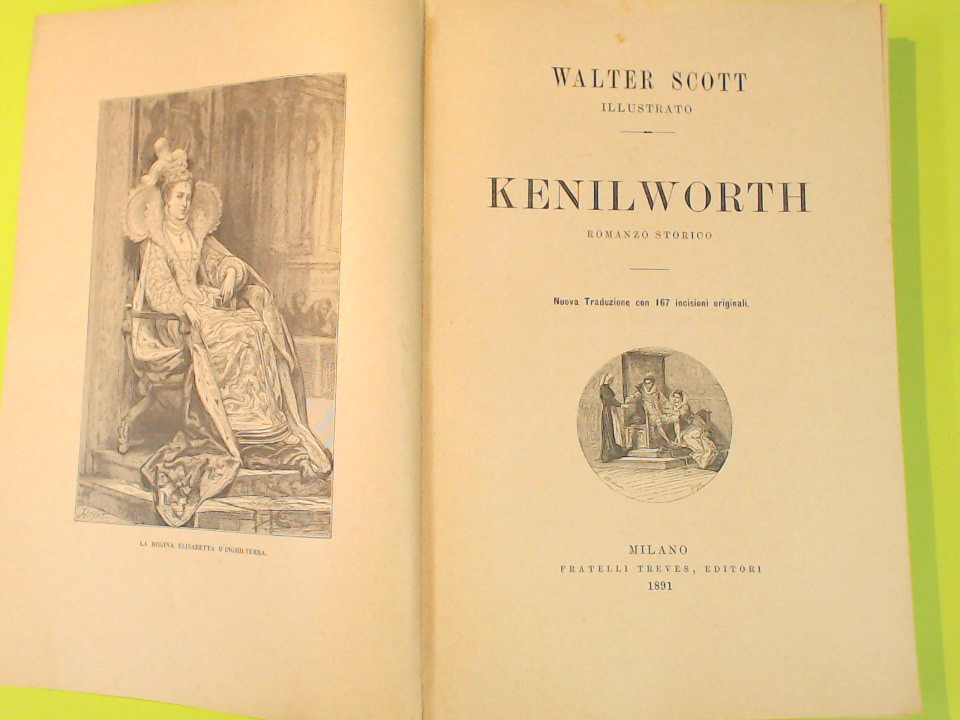 LA REGINA ELISABETTA D'INGHILTERRA.
WALTER SCOTT
ILLUSTRATO
KENILWORTH
ROMANZO STORICO
Nuova Traduzione con 167 incisioni originali.
MILANO
FRATELLI TREVES, EDITORI
1891